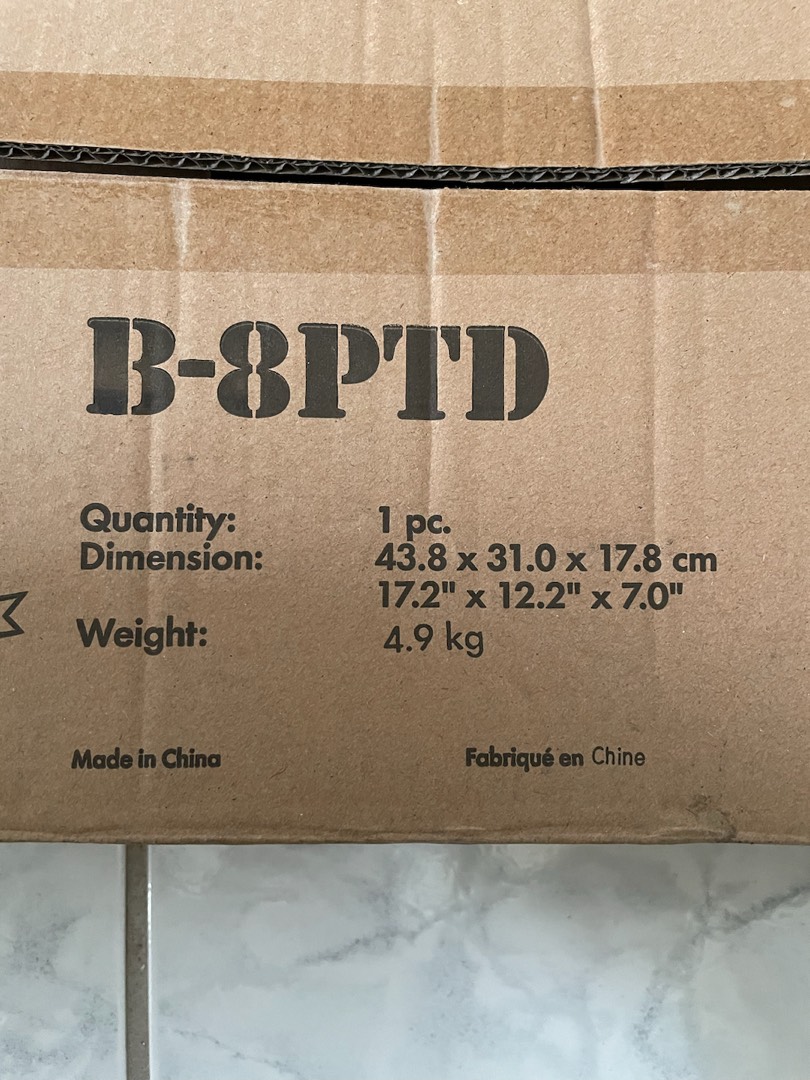 B-8PTD
Quantity: 1 pc.
Dimension: 43.8 x 31.0 x 17.8 cm
17.2" x 12.2" x 7.0"
Weight: 4.9 kg
Made in China Fabriqué en Chine